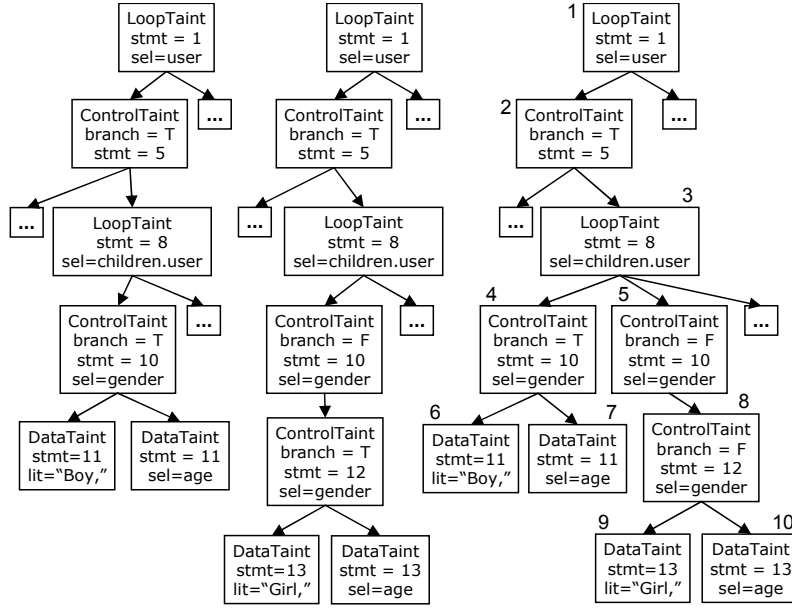 LoopTaint
stmt = 1
sel=user
ControlTaint
branch = T
stmt = 5
...
...
LoopTaint
stmt = 8
sel=children.user
ControlTaint
branch = T
stmt = 10
sel=gender
...
DataTaint
stmt=11
lit=“Boy,”
DataTaint
stmt = 11
sel=age
LoopTaint
stmt = 1
sel=user
ControlTaint
branch = T
stmt = 5
...
...
LoopTaint
stmt = 8
sel=children.user
ControlTaint
branch = F
stmt = 10
sel=gender
...
ControlTaint
branch = T
stmt = 12
sel=gender
DataTaint
stmt=13
lit=“Girl,”
DataTaint
stmt = 13
sel=age
1
LoopTaint
stmt = 1
sel=user
2
ControlTaint
branch = T
stmt = 5
...
...
3
LoopTaint
stmt = 8
sel=children.user
4
ControlTaint
branch = T
stmt = 10
sel=gender
5
ControlTaint
branch = F
stmt = 10
sel=gender
...
6
DataTaint
stmt=11
lit=“Boy,”
7
DataTaint
stmt = 11
sel=age
8
ControlTaint
branch = F
stmt = 12
sel=gender
9
DataTaint
stmt=13
lit=“Girl,”
10
DataTaint
stmt = 13
sel=age